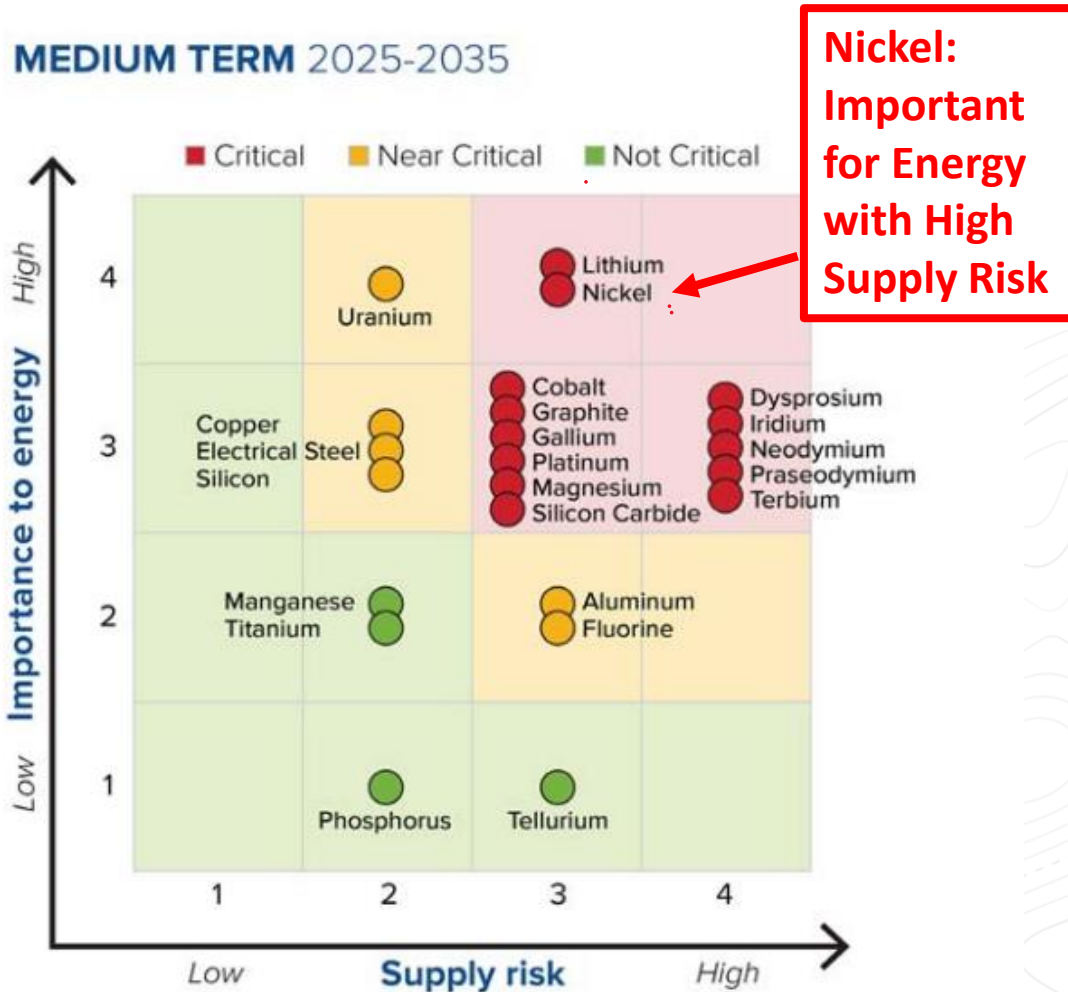 MEDIUM TERM 2025-2035
Nickel:
Important
for Energy
with High
Supply Risk
Critical
Near Critical
Not Critical
High
Importance to energy
Low
4
3
2
1
Uranium
Lithium
Nickel
Copper
Electrical Steel
Silicon
Cobalt
Graphite
Gallium
Platinum
Magnesium
Silicon Carbide
Dysprosium
Iridium
Neodymium
Praseodymium
Terbium
Manganese
Titanium
Aluminum
Fluorine
Phosphorus
Tellurium
1
2
3
4
Low
Supply risk
High